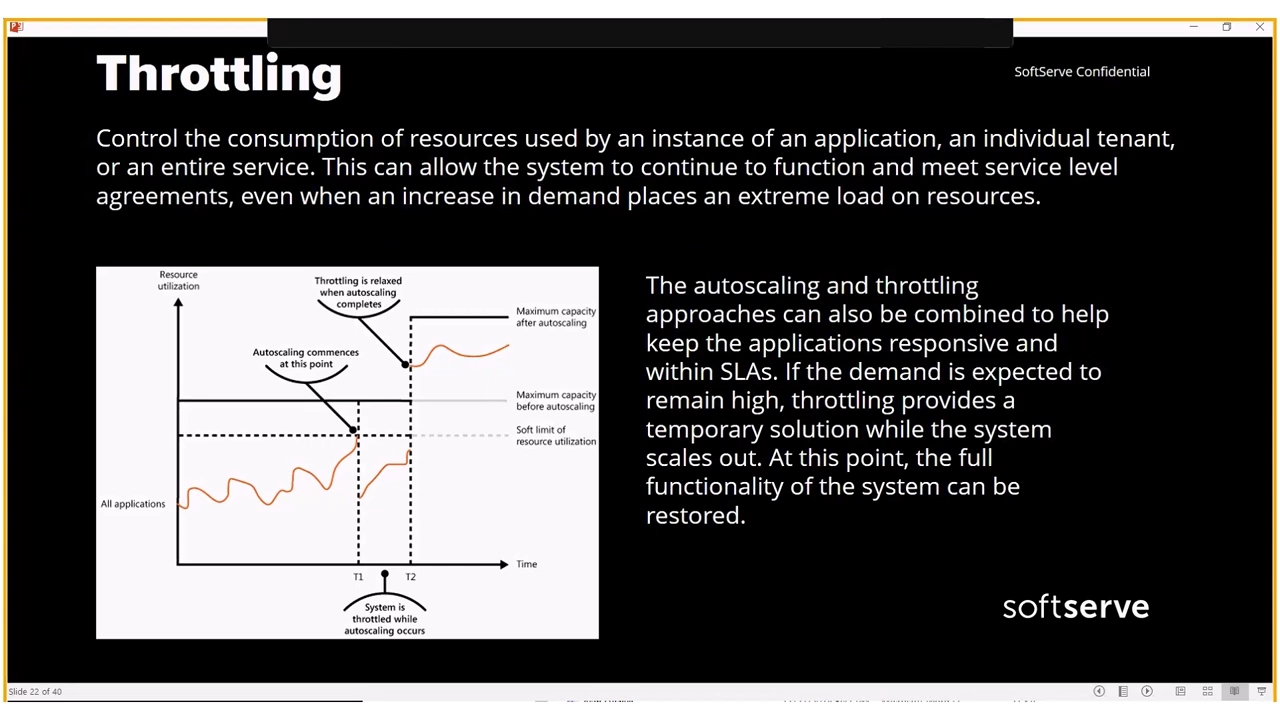 Throttling
SoftServe Confidential
Control the consumption of resources used by an instance of an application, an individual tenant,
or an entire service. This can allow the system to continue to function and meet service level
agreements, even when an increase in demand places an extreme load on resources.
Resource
utilization
Throttling is relaxed
when autoscaling
completes
Maximum capacity
after autoscaling
Autoscaling commences
at this point
Maximum capacity
before autoscaling
Soft limit of
resource utilization
All applications
Time
T1
T2
System is
throttled while
autoscaling occurs
The autoscaling and throttling
approaches can also be combined to help
keep the applications responsive and
within SLAs. If the demand is expected to
remain high, throttling provides a
temporary solution while the system
scales out. At this point, the full
functionality of the system can be
restored.
softserve
Slide 22 of 40